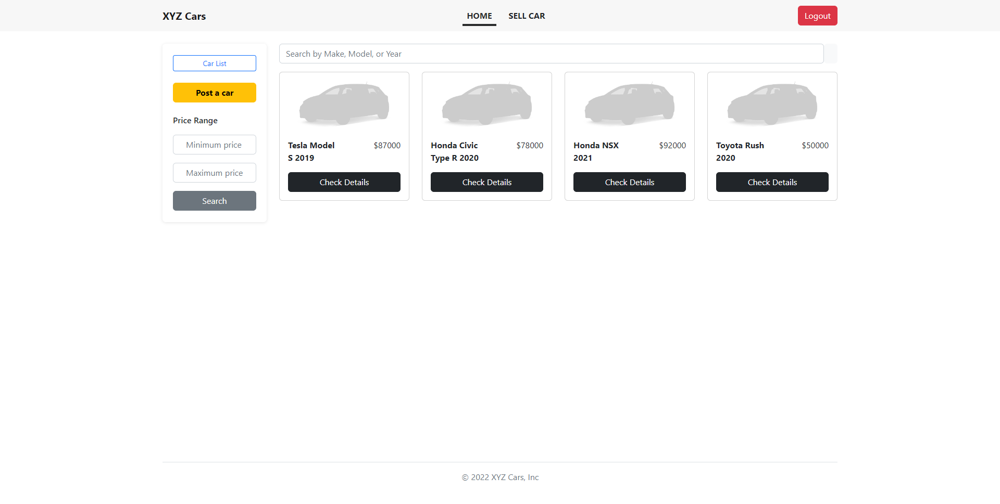 XYZ Cars
HOME
SELL CAR
Logout
Car List
Post a car
Price Range
Minimum price
Maximum price
Search
Search by Make, Model, or Year
Tesla Model
S 2019
$87000
Check Details
Honda Civic
Type R 2020
$78000
Check Details
Honda NSX
2021
$92000
Check Details
Toyota Rush
2020
$50000
Check Details
© 2022 XYZ Cars, Inc